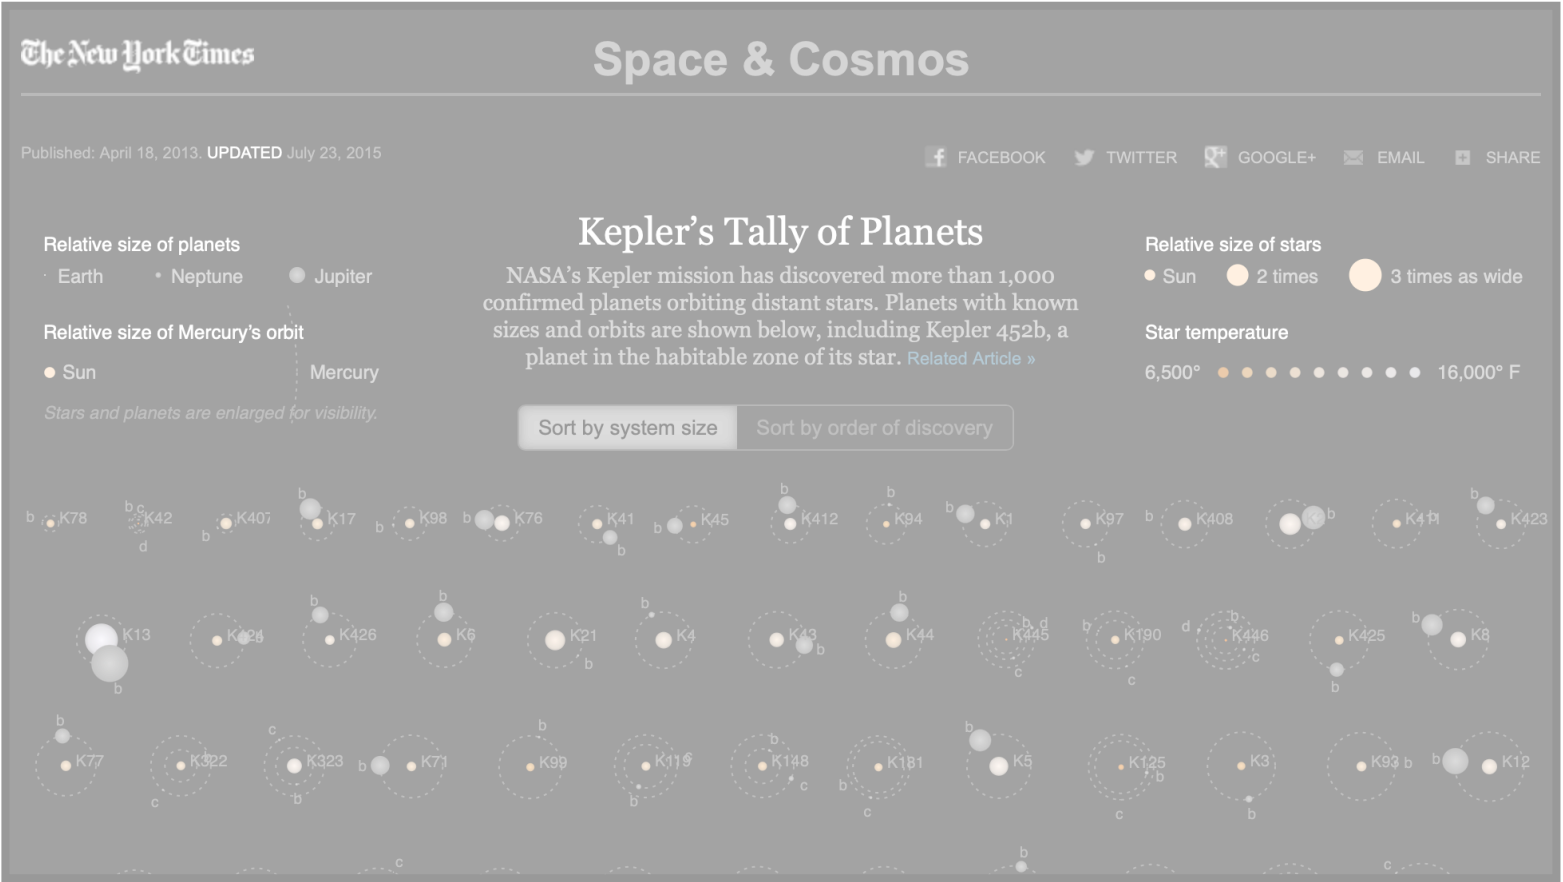 The New York Times
Space & Cosmos
Published: April 18, 2013. UPDATED July 23, 2015
FACEBOOK TWITTER GOOGLE+ EMAIL SHARE
Kepler's Tally of Planets
NASA's Kepler mission has discovered more than 1,000
confirmed planets orbiting distant stars. Planets with known
sizes and orbits are shown below, including Kepler 452b, a
planet in the habitable zone of its star. Related Article »
Relative size of planets
Earth Neptune Jupiter
Relative size of Mercury's orbit
Sun Mercury
Stars and planets are enlarged for visibility.
Relative size of stars
Sun 2 times 3 times as wide
Star temperature
6,500° 16,000° F
Sort by system size Sort by order of discovery
b K78 b c K42 d K407 b b K17 K98 b b K76 K41 b K45 b b K412 b K94 b K1 K97 b b K408 b K411 b b K423
K13 b K424 b K426 b K6 K21 b b K4 K43 b b K44 K445 b d c b K190 c d b K446 c K425 b b K8
b K77 K322 b c c K323 b b K71 b K99 K119 c b b K148 c K181 b c b K5 K125 b c K3 b K93 b b K12
c b c